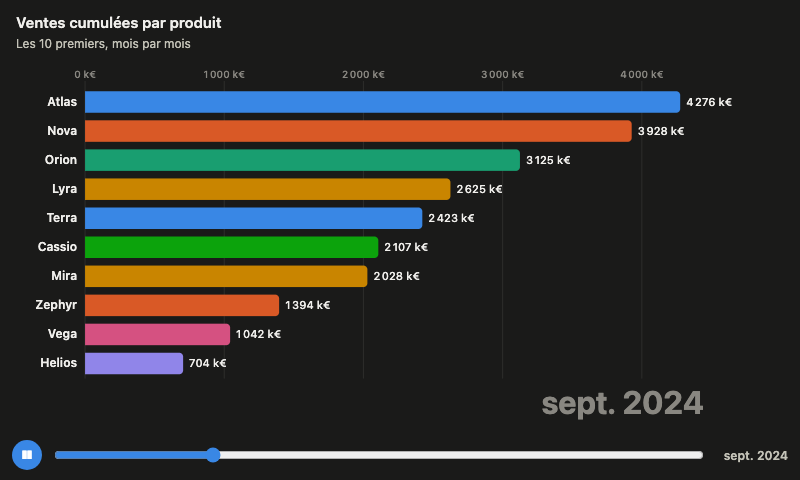 Ventes cumulées par produit
Les 10 premiers, mois par mois
0 k€ 1 000 k€ 2 000 k€ 3 000 k€ 4 000 k€
Atlas 4 276 k€
Nova 3 928 k€
Orion 3 125 k€
Lyra 2 625 k€
Terra 2 423 k€
Cassio 2 107 k€
Mira 2 028 k€
Zephyr 1 394 k€
Vega 1 042 k€
Helios 704 k€
sept. 2024
sept. 2024